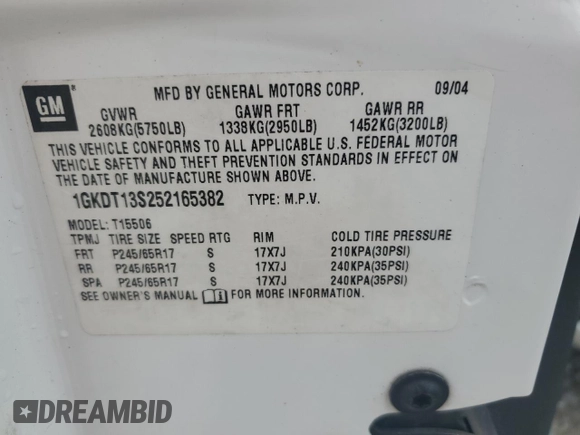 GM
MFD BY GENERAL MOTORS CORP. 09/04
GVWR GAWR FRT GAWR RR
2608KG(5750LB) 1338KG(2950LB) 1452KG(3200LB)
THIS VEHICLE CONFORMS TO ALL APPLICABLE U.S. FEDERAL MOTOR
VEHICLE SAFETY AND THEFT PREVENTION STANDARDS IN EFFECT ON
THE DATE OF MANUFACTURE SHOWN ABOVE.
1GKDT13S252165382 TYPE: M.P.V.
MODEL: T15506
TPMJ TIRE SIZE SPEED RTG RIM COLD TIRE PRESSURE
FRT P245/65R17 S 17X7J 210KPA(30PSI)
RR P245/65R17 S 17X7J 240KPA(35PSI)
SPA P245/65R17 S 17X7J 240KPA(35PSI)
SEE OWNER'S MANUAL FOR MORE INFORMATION.
DREAMBID